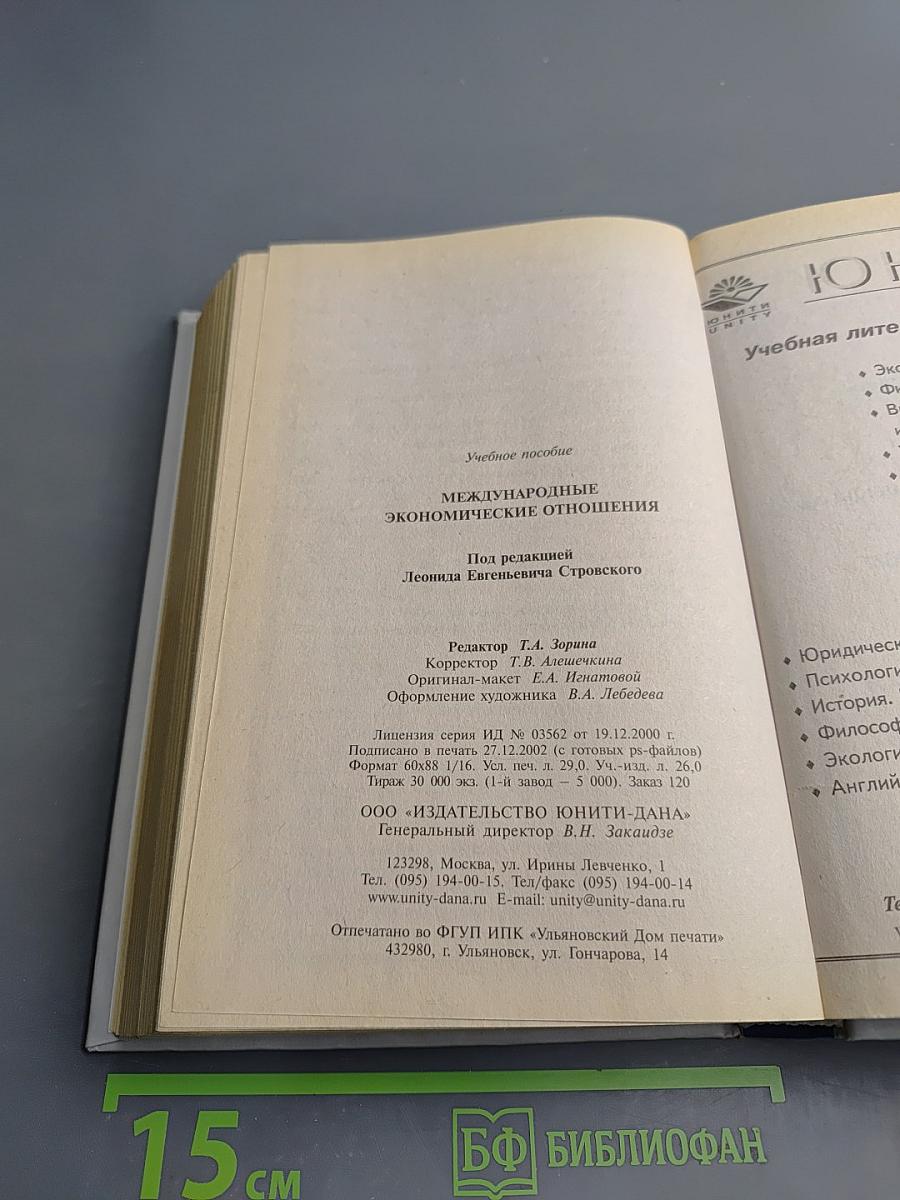 Учебное пособие
МЕЖДУНАРОДНЫЕ
ЭКОНОМИЧЕСКИЕ ОТНОШЕНИЯ
Под редакцией
Леонида Евгеньевича Стровского
Редактор Т.А. Зорина
Корректор Т.В. Алешечкина
Оригинал-макет Е.А. Игнатовой
Оформление художника В.А. Лебедева
Лицензия серия ИД № 03562 от 19.12.2000 г.
Подписано в печать 27.12.2002 (с готовых ps-файлов)
Формат 60x88 1/16. Усл. печ. л. 29,0. Уч.-изд. л. 26,0
Тираж 30 000 экз. (1-й завод – 5 000). Заказ 120
ООО «ИЗДАТЕЛЬСТВО ЮНИТИ-ДАНА»
Генеральный директор В.Н. Закаидзе
123298, Москва, ул. Ирины Левченко, 1
Тел. (095) 194-00-15. Тел/факс (095) 194-00-14
www.unity-dana.ru E-mail: unity@unity-dana.ru
Отпечатано во ФГУП ИПК «Ульяновский Дом печати»
432980, г. Ульяновск, ул. Гончарова, 14
ЮНИТИ
UNITY
Учебная лите
Юридическ
Психологи
История.
Философ
Экологи
Англий
15 см
БФ БИБЛИОФАН